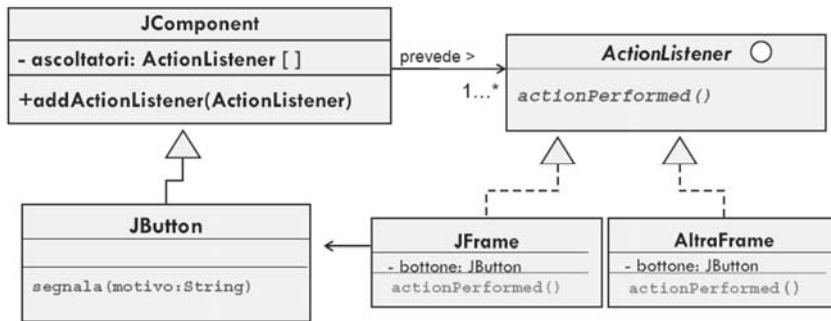 JComponent
- ascoltatori: ActionListener [ ]
+addActionListener(ActionListener)
prevede >
1...*
ActionListener
actionPerformed()
JButton
segnala(motivo:String)
JFrame
- bottone: JButton
actionPerformed()
AltraFrame
- bottone: JButton
actionPerformed()